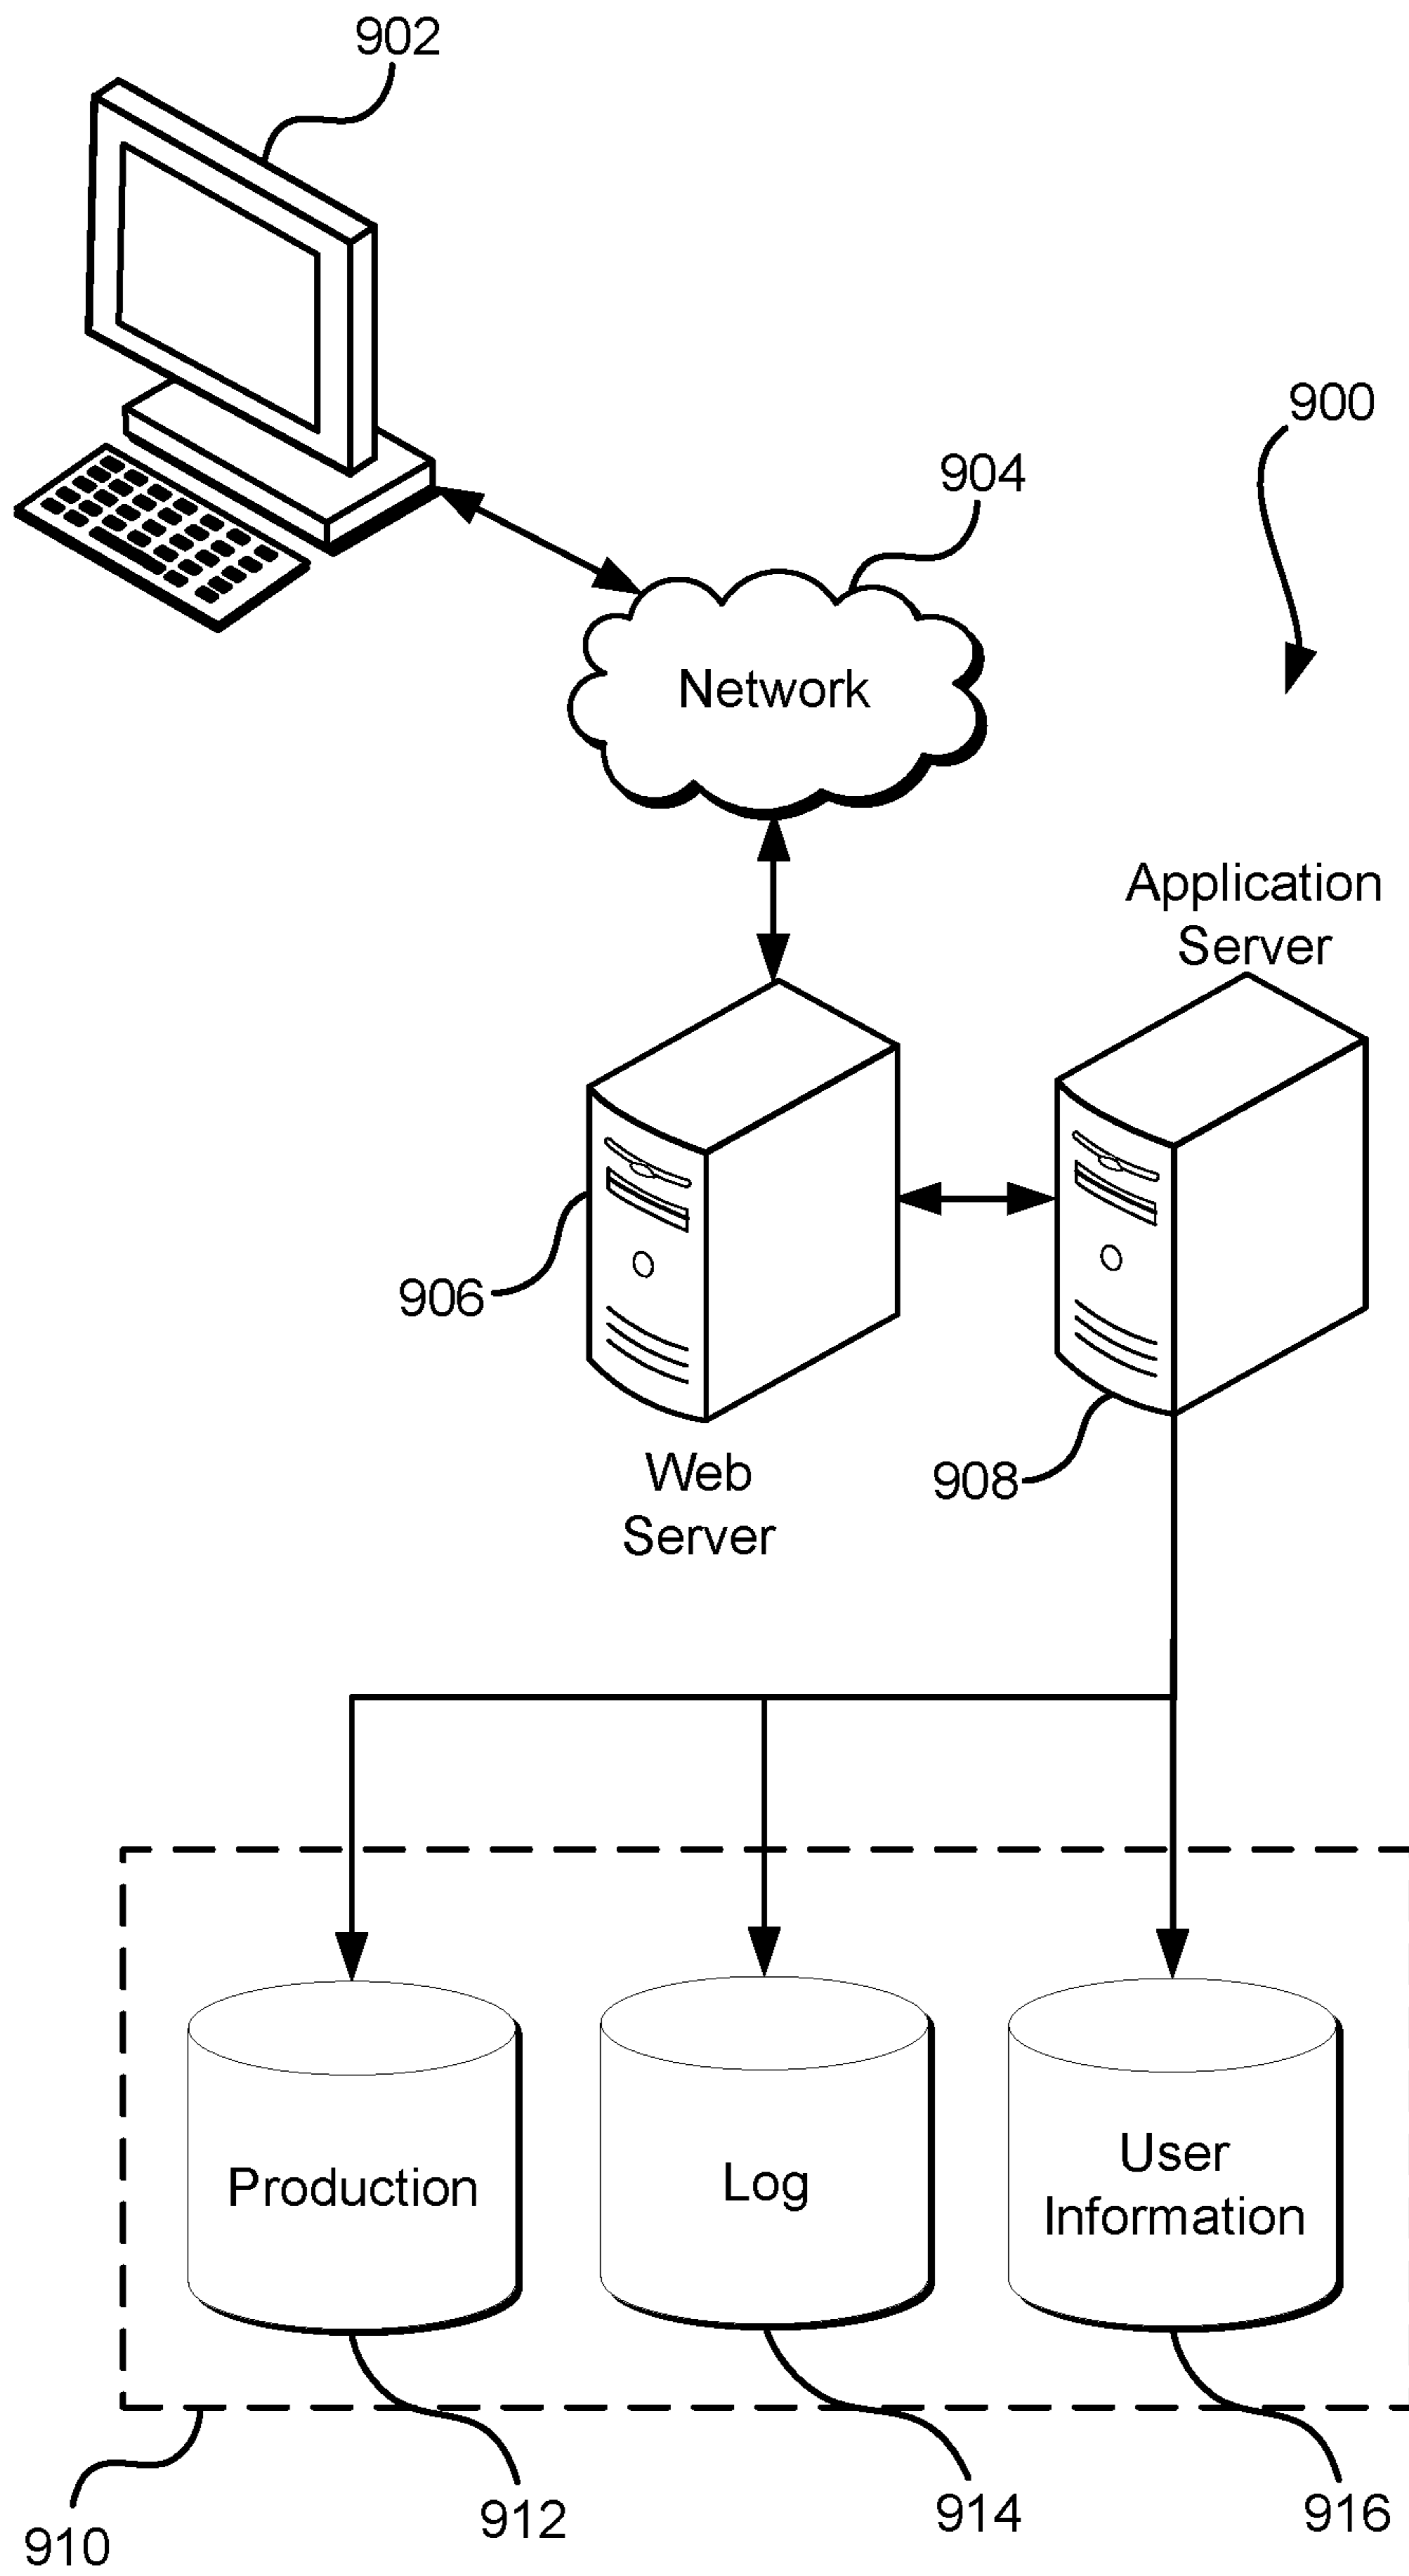 902
900
904
Network
Application
Server
906
Web
Server
908
Production
Log
User
Information
910
912
914
916